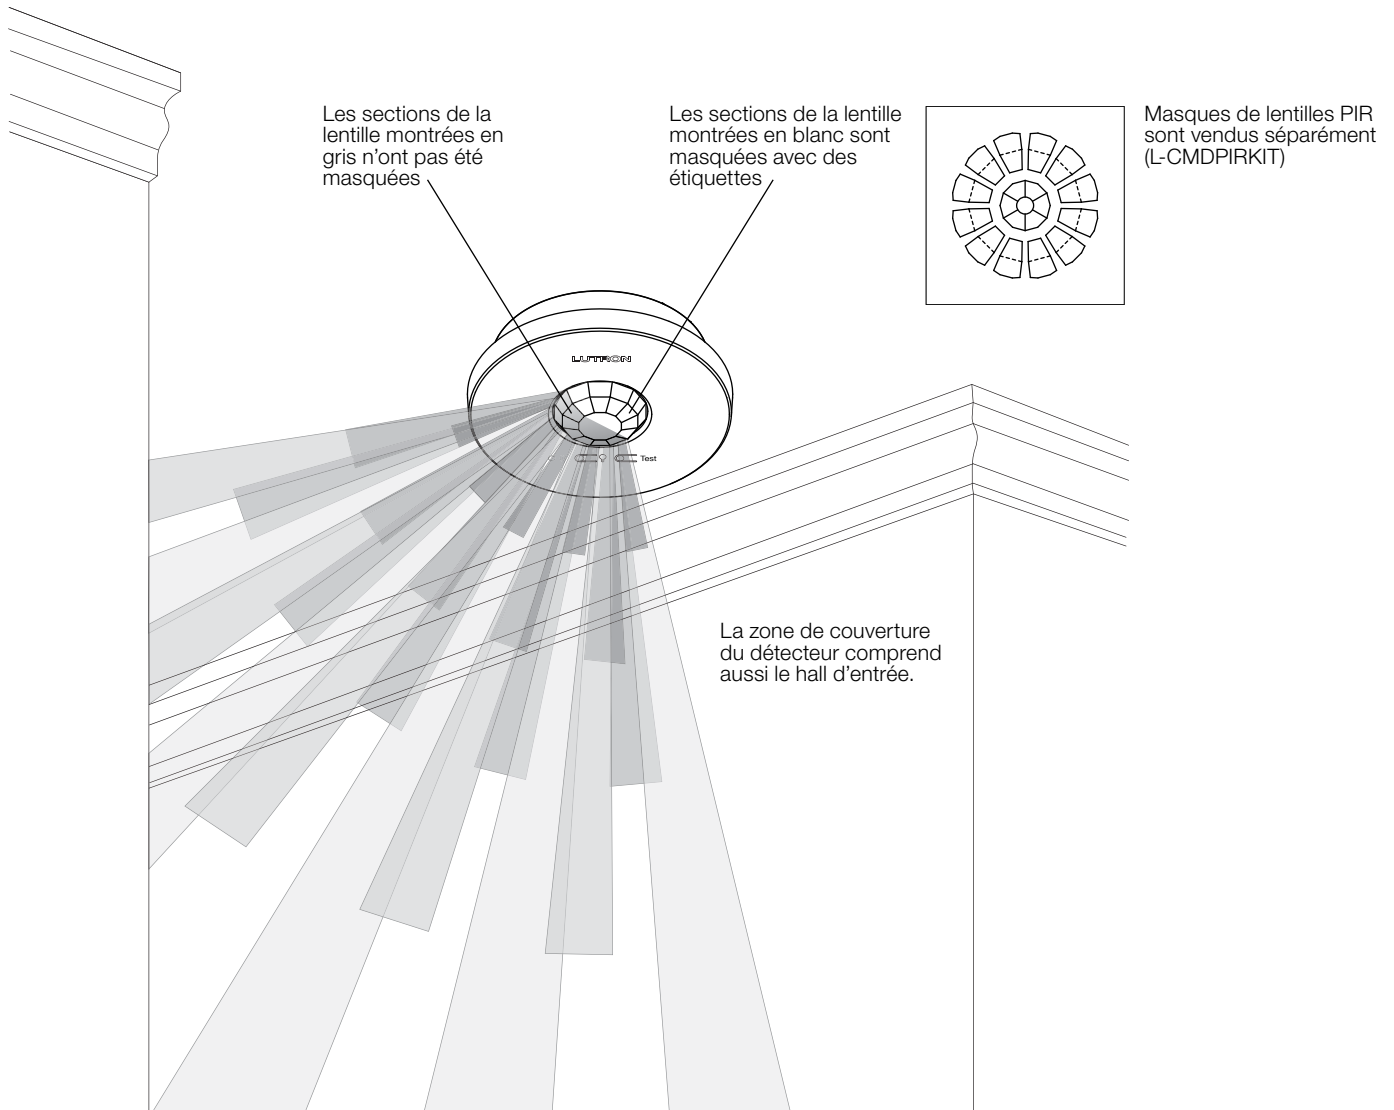 Les sections de la
lentille montrées en
gris n’ont pas été
masquées
Les sections de la lentille
montrées en blanc sont
masquées avec des
étiquettes
Masques de lentilles PIR
sont vendus séparément
(L-CMDPIRKIT)
LUTRON
Test
La zone de couverture
du détecteur comprend
aussi le hall d’entrée.